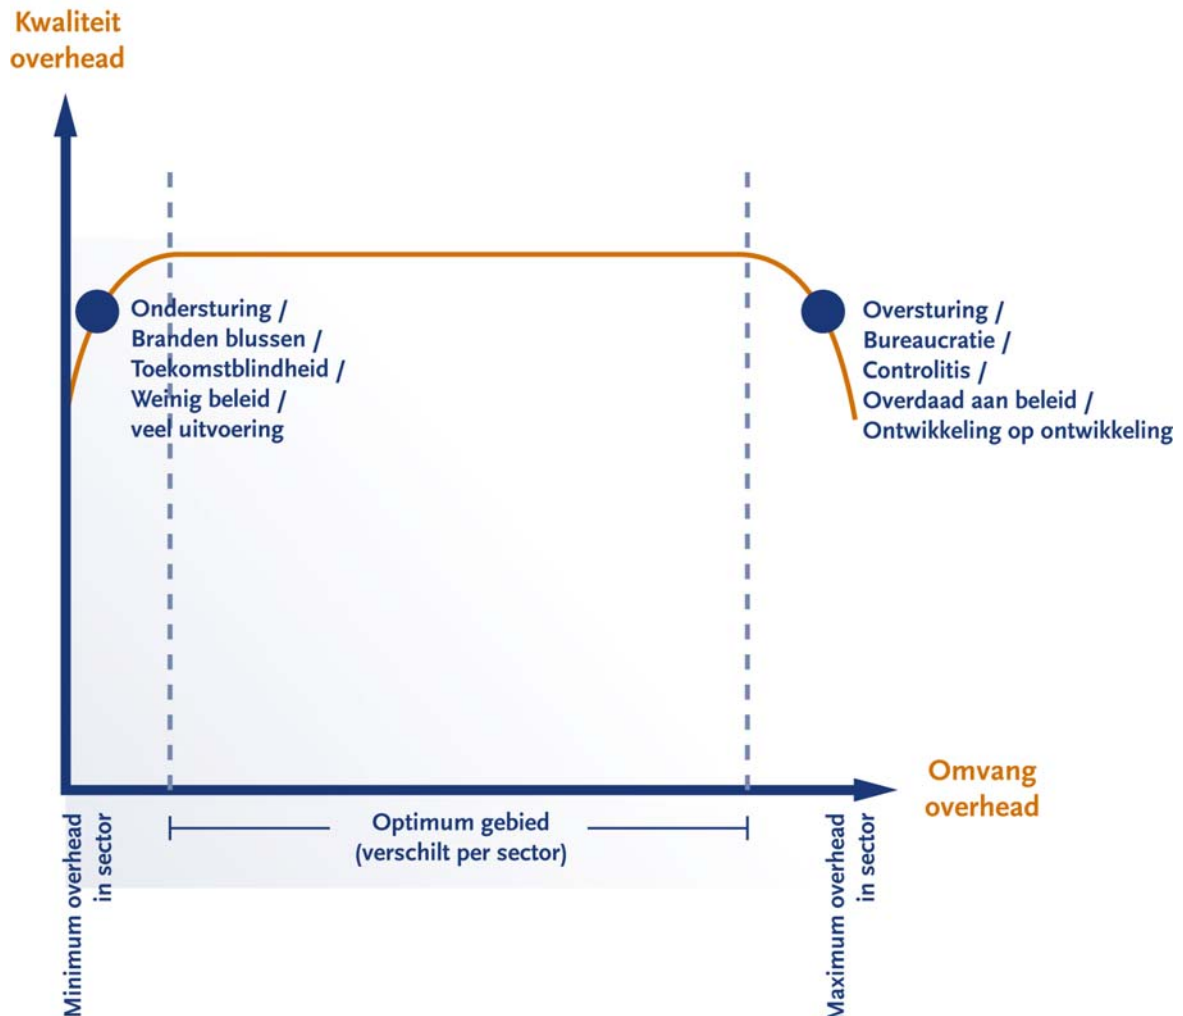 Kwaliteit
overhead
Ondersturing /
Branden blussen /
Toekomstblindheid /
Weinig beleid /
veel uitvoering
Oversturing /
Bureaucratie /
Controlitis /
Overdaad aan beleid /
Ontwikkeling op ontwikkeling
Omvang
overhead
Minimum overhead
in sector
Optimum gebied
(verschilt per sector)
Maximum overhead
in sector